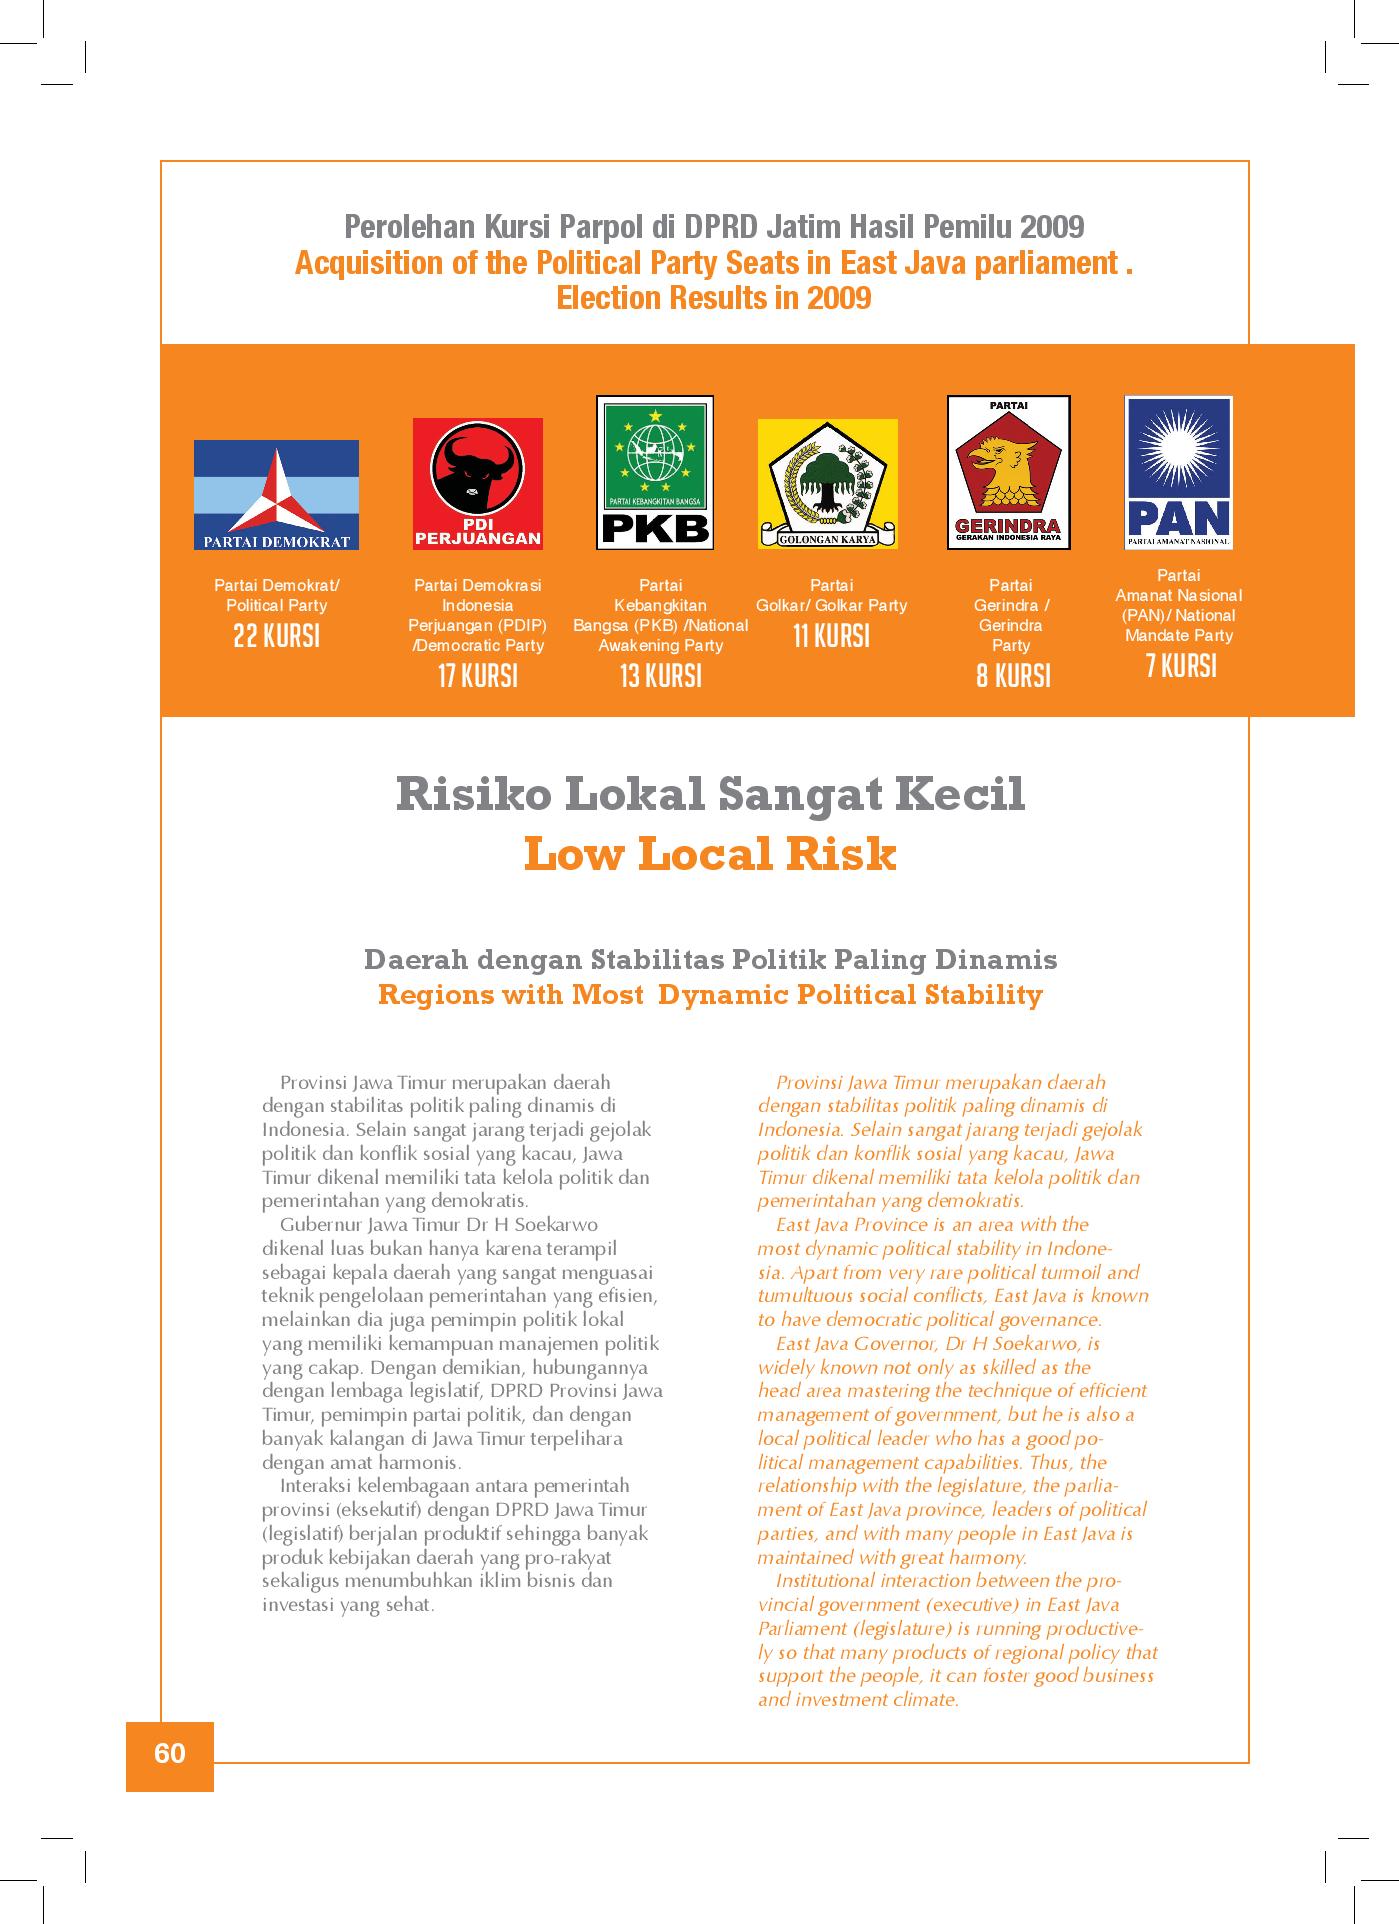 Perolehan Kursi Parpol di DPRD Jatim Hasil Pemilu 2009
Acquisition of the Political Party Seats in East Java parliament .
Election Results in 2009
PARTAI DEMOKRAT
Partai Demokrat/
Political Party
22 KURSI
PDI
PERJUANGAN
Partai Demokrasi
Indonesia
Perjuangan (PDIP)
/Democratic Party
17 KURSI
PARTAI KEBANGKITAN BANGSA
PKB
Partai
Kebangkitan
Bangsa (PKB) /National
Awakening Party
13 KURSI
GOLONGAN KARYA
Partai
Golkar/ Golkar Party
11 KURSI
PARTAI
GERINDRA
GERAKAN INDONESIA RAYA
Partai
Gerindra /
Gerindra
Party
8 KURSI
PAN
PARTAI AMANAT NASIONAL
Partai
Amanat Nasional
(PAN)/ National
Mandate Party
7 KURSI
Risiko Lokal Sangat Kecil
Low Local Risk
Daerah dengan Stabilitas Politik Paling Dinamis
Regions with Most Dynamic Political Stability
Provinsi Jawa Timur merupakan daerah
dengan stabilitas politik paling dinamis di
Indonesia. Selain sangat jarang terjadi gejolak
politik dan konflik sosial yang kacau, Jawa
Timur dikenal memiliki tata kelola politik dan
pemerintahan yang demokratis.
Gubernur Jawa Timur Dr H Soekarwo
dikenal luas bukan hanya karena terampil
sebagai kepala daerah yang sangat menguasai
teknik pengelolaan pemerintahan yang efisien,
melainkan dia juga pemimpin politik lokal
yang memiliki kemampuan manajemen politik
yang cakap. Dengan demikian, hubungannya
dengan lembaga legislatif, DPRD Provinsi Jawa
Timur, pemimpin partai politik, dan dengan
banyak kalangan di Jawa Timur terpelihara
dengan amat harmonis.
Interaksi kelembagaan antara pemerintah
provinsi (eksekutif) dengan DPRD Jawa Timur
(legislatif) berjalan produktif sehingga banyak
produk kebijakan daerah yang pro-rakyat
sekaligus menumbuhkan iklim bisnis dan
investasi yang sehat.
Provinsi Jawa Timur merupakan daerah
dengan stabilitas politik paling dinamis di
Indonesia. Selain sangat jarang terjadi gejolak
politik dan konflik sosial yang kacau, Jawa
Timur dikenal memiliki tata kelola politik dan
pemerintahan yang demokratis.
East Java Province is an area with the
most dynamic political stability in Indone-
sia. Apart from very rare political turmoil and
tumultuous social conflicts, East Java is known
to have democratic political governance.
East Java Governor, Dr H Soekarwo, is
widely known not only as skilled as the
head area mastering the technique of efficient
management of government, but he is also a
local political leader who has a good po-
litical management capabilities. Thus, the
relationship with the legislature, the parlia-
ment of East Java province, leaders of political
parties, and with many people in East Java is
maintained with great harmony.
Institutional interaction between the pro-
vincial government (executive) in East Java
Parliament (legislature) is running productive-
ly so that many products of regional policy that
support the people, it can foster good business
and investment climate.
60